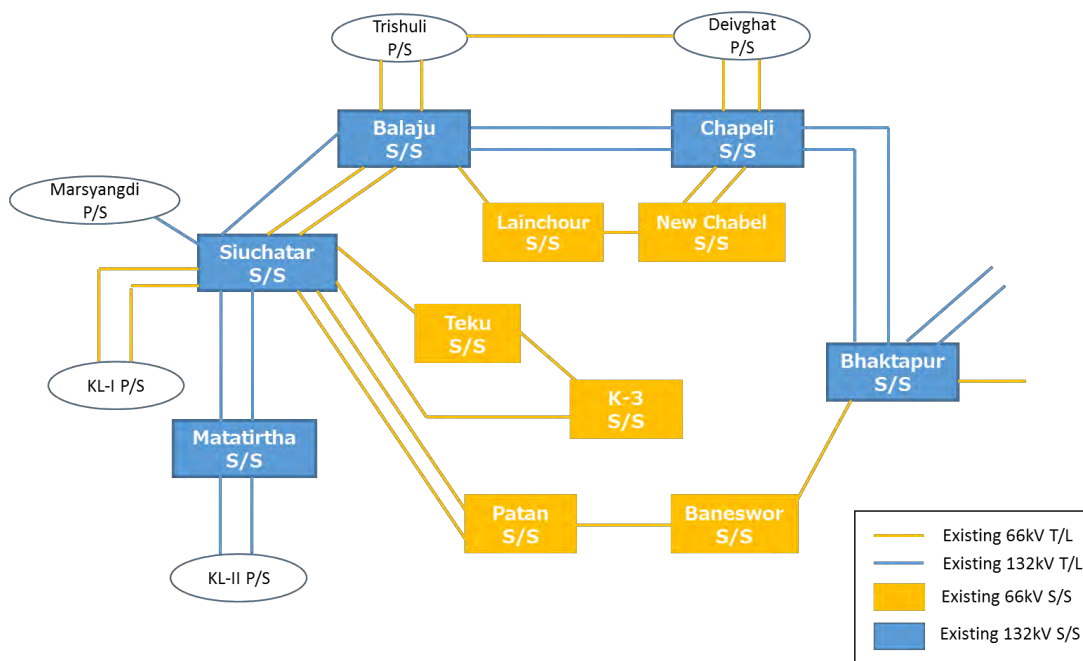 Trishuli
P/S
Deivghat
P/S
Balaju
S/S
Chapeli
S/S
Marsyangdi
P/S
Lainchour
S/S
New Chabel
S/S
Siuchatar
S/S
Teku
S/S
Bhaktapur
S/S
KL-I P/S
K-3
S/S
Matatirtha
S/S
Patan
S/S
Baneswor
S/S
KL-II P/S
Existing 66kV T/L
Existing 132kV T/L
Existing 66kV S/S
Existing 132kV S/S